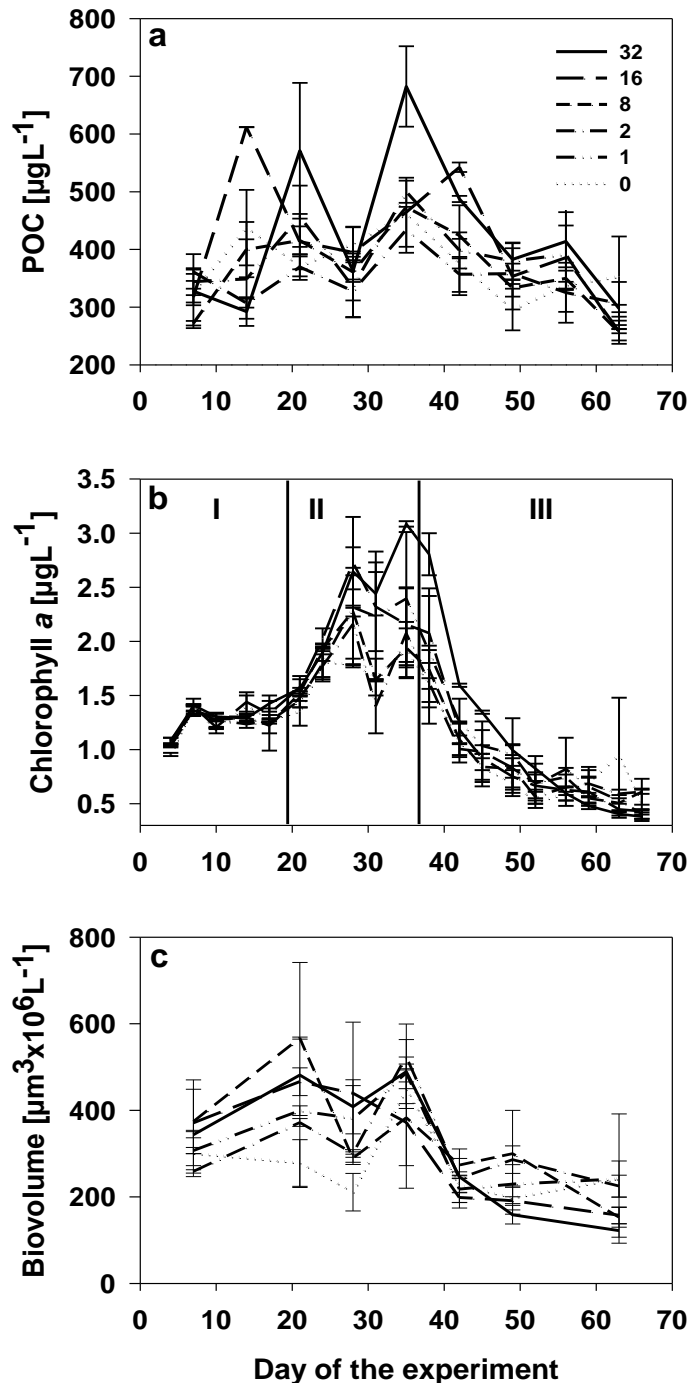 a
POC [µgL-1]
800
700
600
500
400
300
200
32
16
8
2
1
0
0 10 20 30 40 50 60 70
b
I II III
Chlorophyll a [µgL-1]
3.5
3.0
2.5
2.0
1.5
1.0
0.5
0 10 20 30 40 50 60 70
c
Biovolume [µm³x10⁶L-1]
800
600
400
200
0
0 10 20 30 40 50 60 70
Day of the experiment